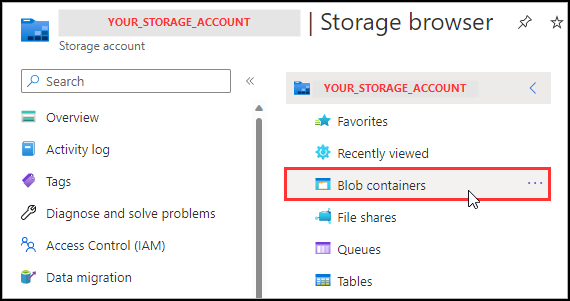 YOUR_STORAGE_ACCOUNT | Storage browser
Storage account
Search
Overview
Activity log
Tags
Diagnose and solve problems
Access Control (IAM)
Data migration
YOUR_STORAGE_ACCOUNT
Favorites
Recently viewed
Blob containers
File shares
Queues
Tables